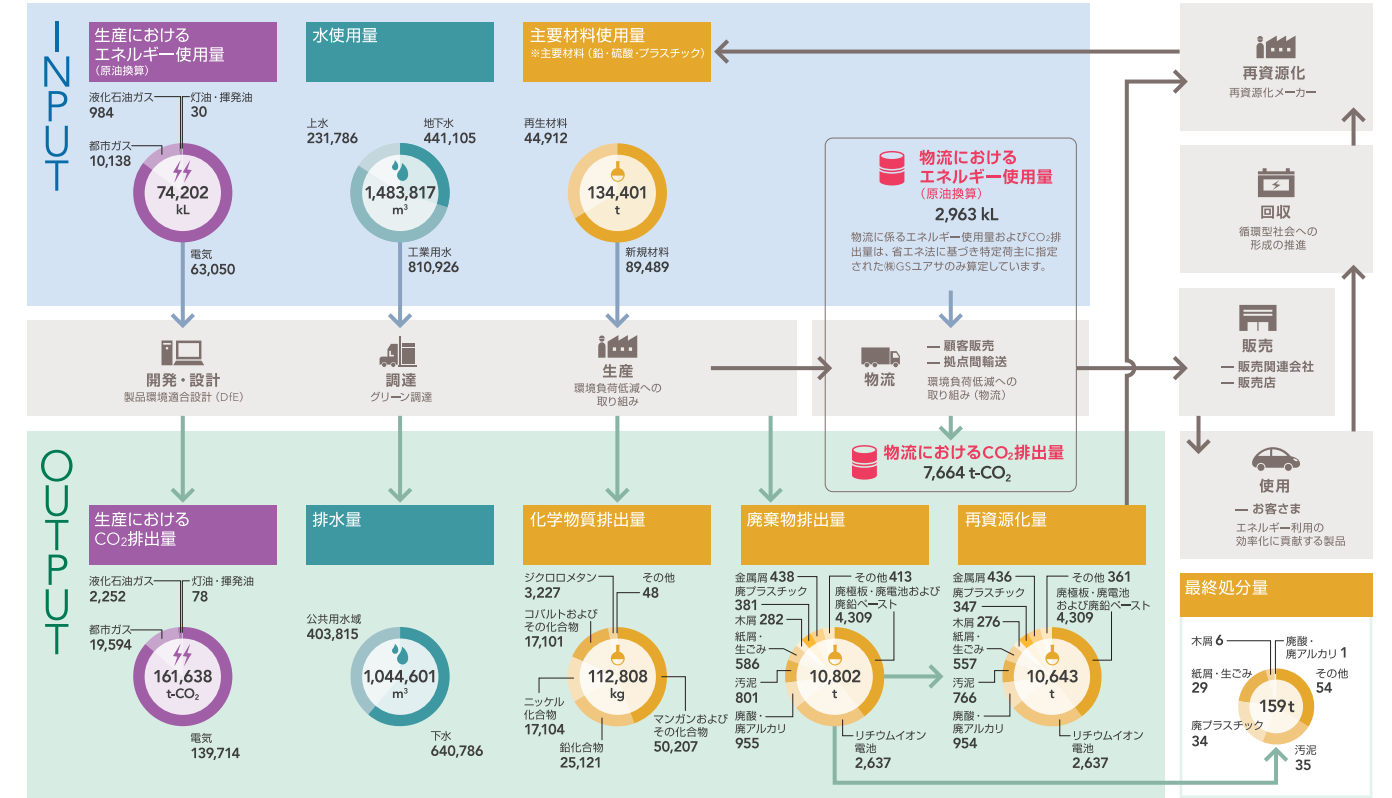 INPUT
生産における
エネルギー使用量
（原油換算）
液化石油ガス
984
灯油・揮発油
30
都市ガス
10,138
74,202
kL
電気
63,050
水使用量
上水
231,786
地下水
441,105
1,483,817
m³
工業用水
810,926
主要材料使用量
※主要材料（鉛・硫酸・プラスチック）
再生材料
44,912
134,401
t
新規材料
89,489
物流における
エネルギー使用量
（原油換算）
2,963 kL
物流に係るエネルギー使用量およびCO₂排
出量は、省エネ法に基づき特定荷主に指定
された㈱GSユアサのみ算定しています。
再資源化
再資源化メーカー
回収
循環型社会への
形成の推進
開発・設計
製品環境適合設計（DfE）
調達
グリーン調達
生産
環境負荷低減への
取り組み
物流
― 顧客販売
― 拠点間輸送
環境負荷低減への
取り組み（物流）
販売
― 販売関連会社
― 販売店
使用
― お客さま
エネルギー利用の
効率化に貢献する製品
OUTPUT
物流におけるCO₂排出量
7,664 t-CO₂
生産における
CO₂排出量
液化石油ガス
2,252
灯油・揮発油
78
都市ガス
19,594
161,638
t-CO₂
電気
139,714
排水量
公共用水域
403,815
1,044,601
m³
下水
640,786
化学物質排出量
ジクロロメタン
3,227
その他
48
コバルトおよび
その化合物
17,101
112,808
kg
ニッケル
化合物
17,104
鉛化合物
25,121
マンガンおよび
その化合物
50,207
廃棄物排出量
金属屑 438
廃プラスチック
381
木屑 282
紙屑・
生ごみ
586
汚泥
801
廃酸・
廃アルカリ
955
その他 413
廃極板・廃電池および
廃鉛ペースト
4,309
10,802
t
リチウムイオン
電池
2,637
再資源化量
金属屑 436
廃プラスチック
347
木屑 276
紙屑・
生ごみ
557
汚泥
766
廃酸・
廃アルカリ
954
その他 361
廃極板・廃電池
および廃鉛ペースト
4,309
10,643
t
リチウムイオン
電池
2,637
最終処分量
木屑 6
廃酸・
廃アルカリ 1
紙屑・生ごみ
29
その他
54
159 t
廃プラスチック
34
汚泥
35